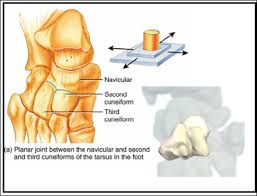 Navicular
Second
cuneiform
Third
cuneiform
(a) Planar joint between the navicular and second
and third cuneiforms of the tarsus in the foot